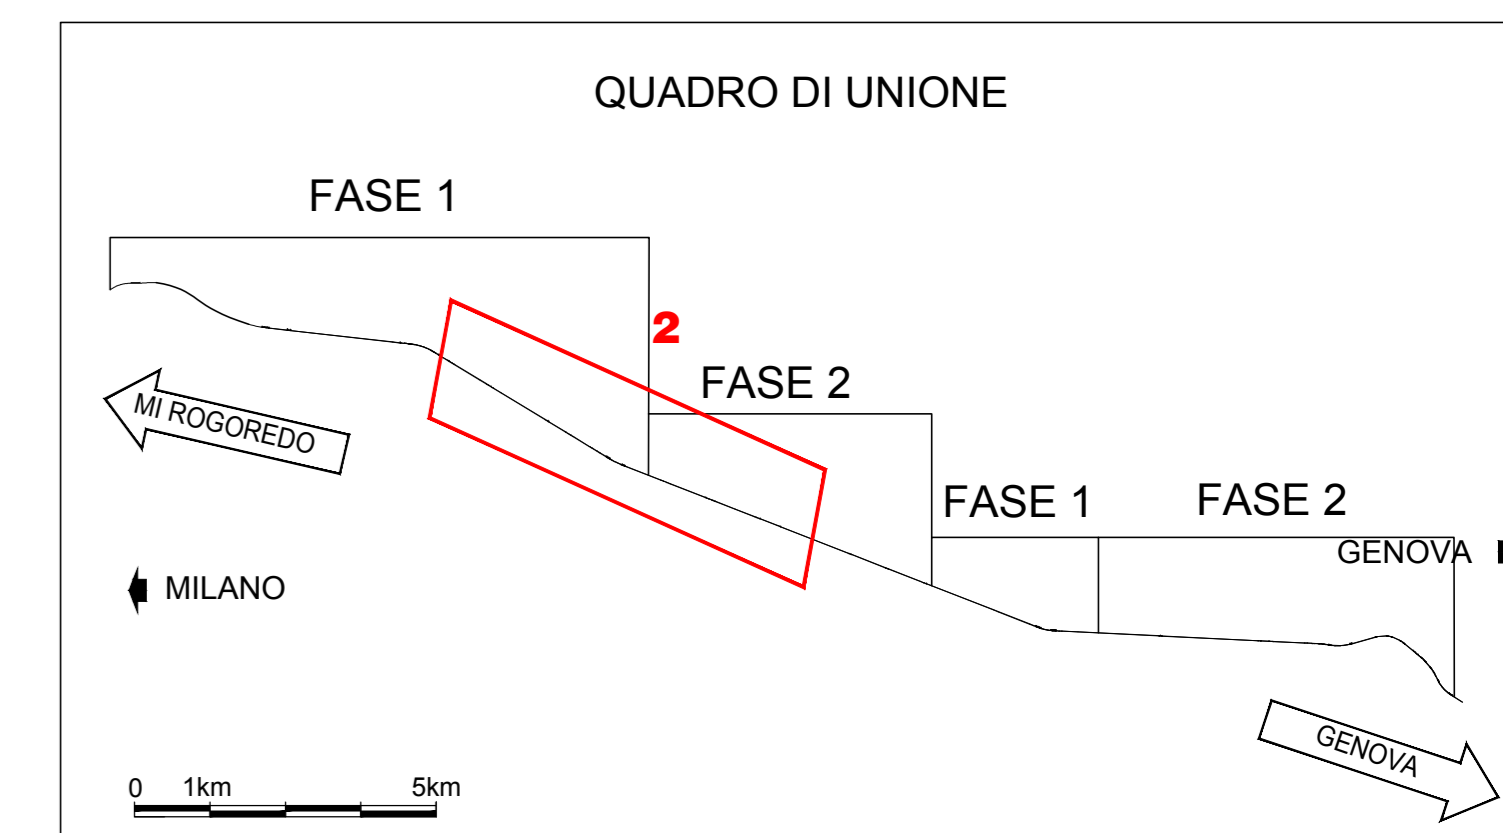 QUADRO DI UNIONE
FASE 1
2
FASE 2
MI ROGOREDO
FASE 1
FASE 2
GENOVA
MILANO
GENOVA
0 1km 5km